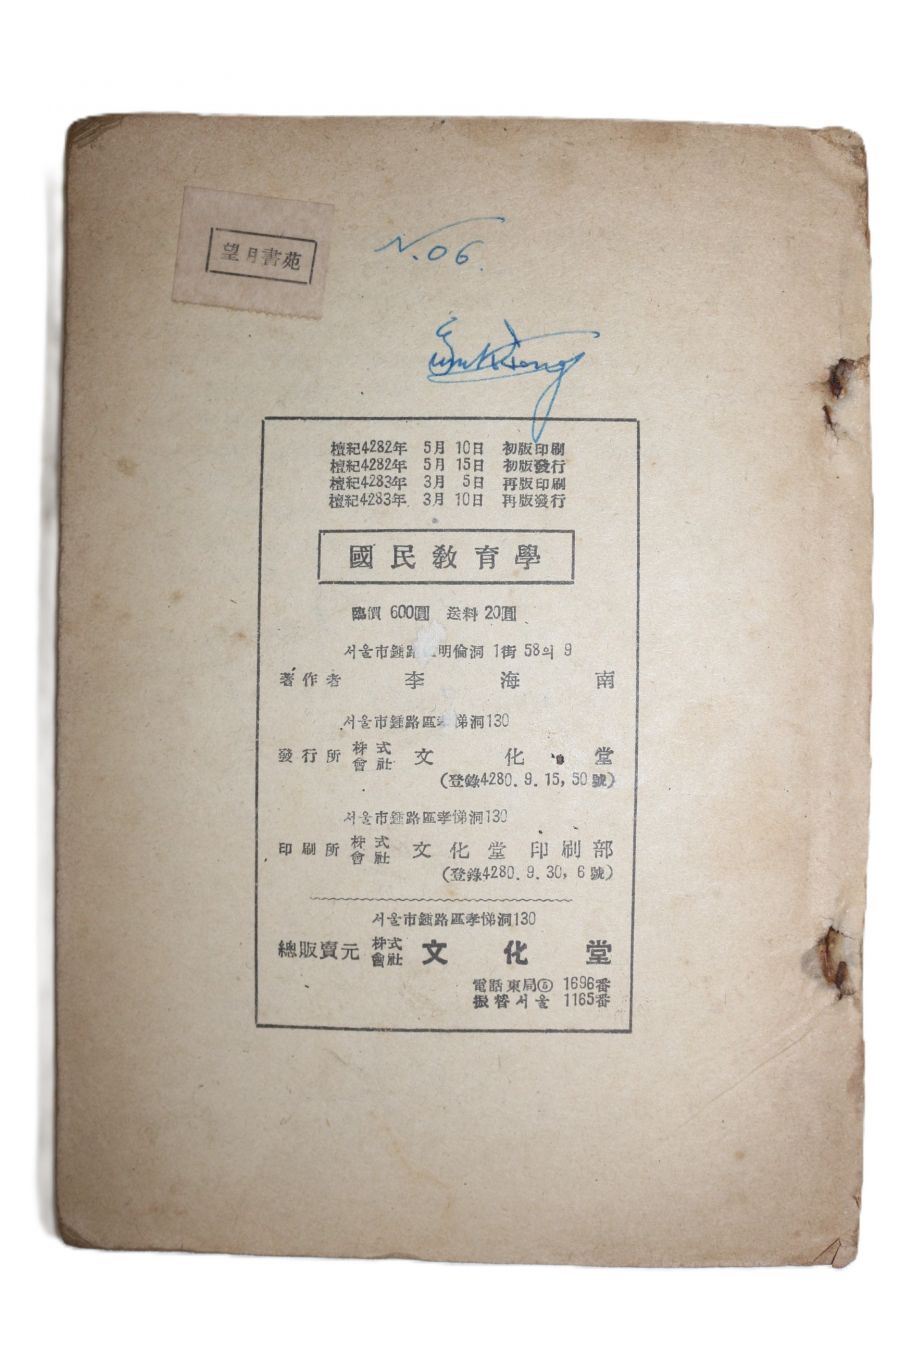 望月書苑
N.06.
檀紀4282年 5月 10日 初版印刷
檀紀4282年 5月 15日 初版發行
檀紀4283年 3月 5日 再版印刷
檀紀4283年 3月 10日 再版發行
國民敎育學
臨價 600圓 送料 20圓
서울市鍾路 明倫洞 1街 58의 9
著作者 李海南
서울市鍾路區孝悌洞130
發行所 株式會社 文化堂
(登錄4280.9.15,50號)
서울市鍾路區孝悌洞130
印刷所 株式會社 文化堂印刷部
(登錄4280.9.30,6號)
서울市鍾路區孝悌洞130
總販賣元 株式會社 文化堂
電話東局⑤ 1696番
振替서울 1165番